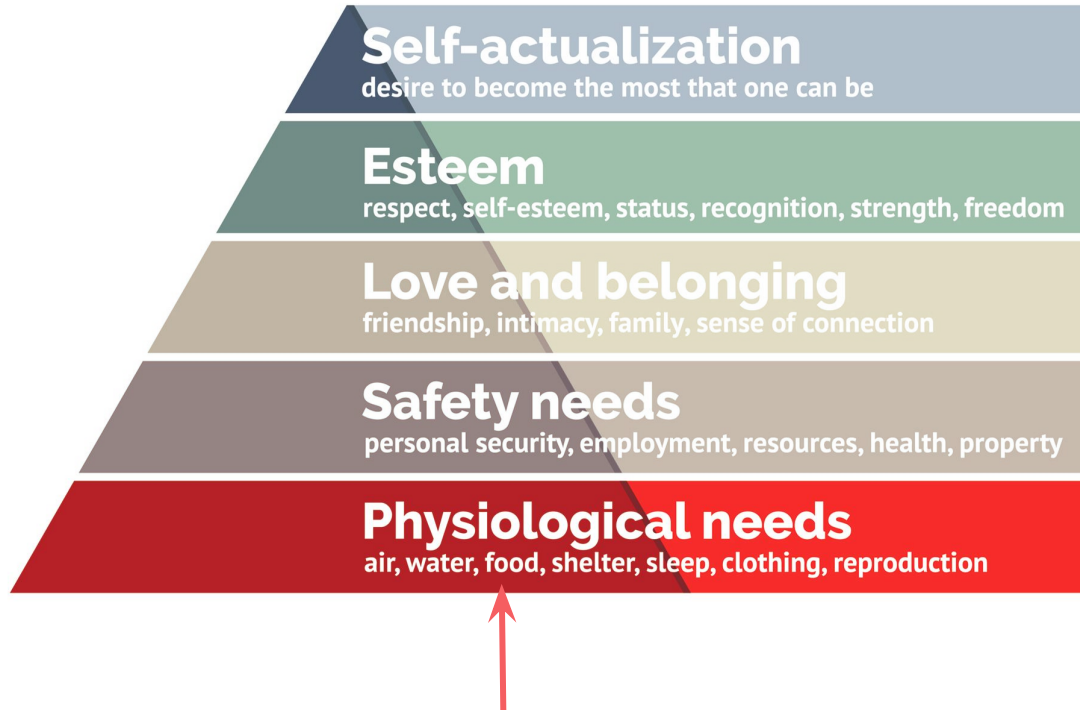 Self-actualization
desire to become the most that one can be
Esteem
respect, self-esteem, status, recognition, strength, freedom
Love and belonging
friendship, intimacy, family, sense of connection
Safety needs
personal security, employment, resources, health, property
Physiological needs
air, water, food, shelter, sleep, clothing, reproduction